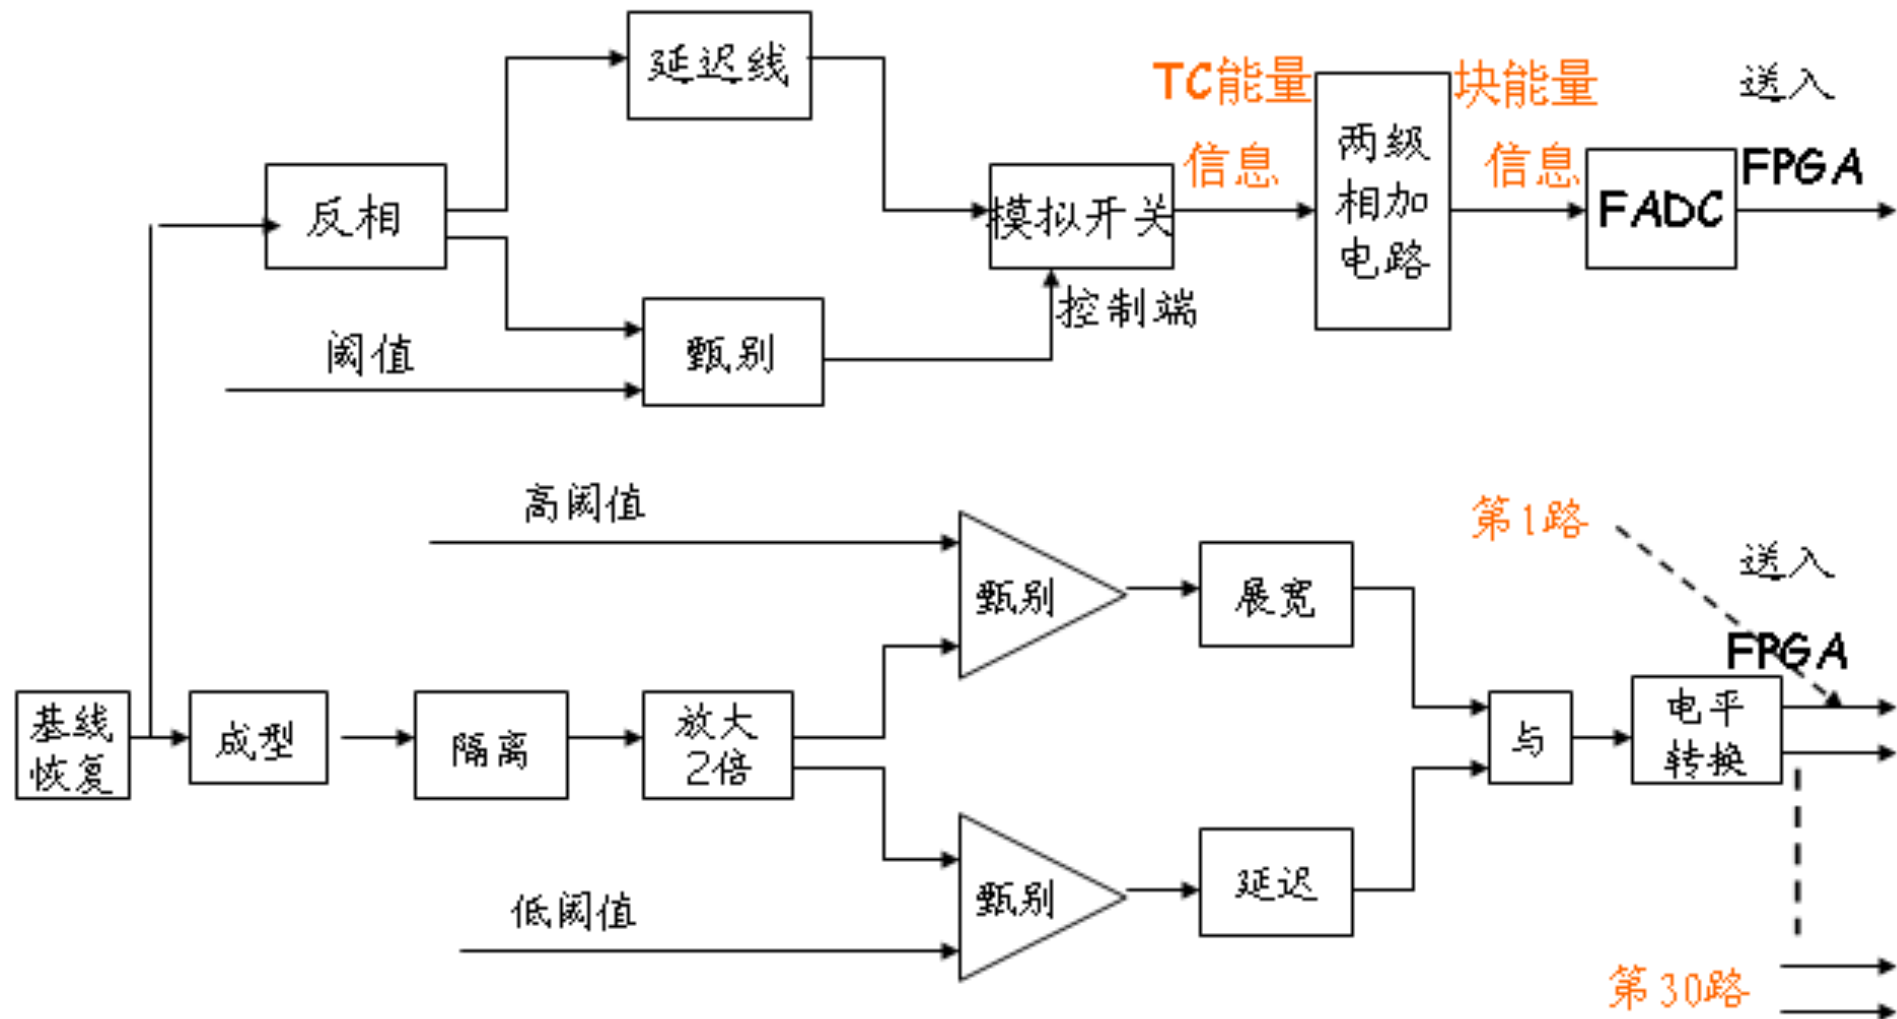 延迟线
TC能量
信息
块能量
信息
送入
FPGA
反相
模拟开关
两级
相加
电路
FADC
控制端
阈值
甄别
高阈值
第1路
甄别
展宽
送入
FPGA
基线
恢复
成型
隔离
放大
2倍
与
电平
转换
低阈值
甄别
延迟
第30路